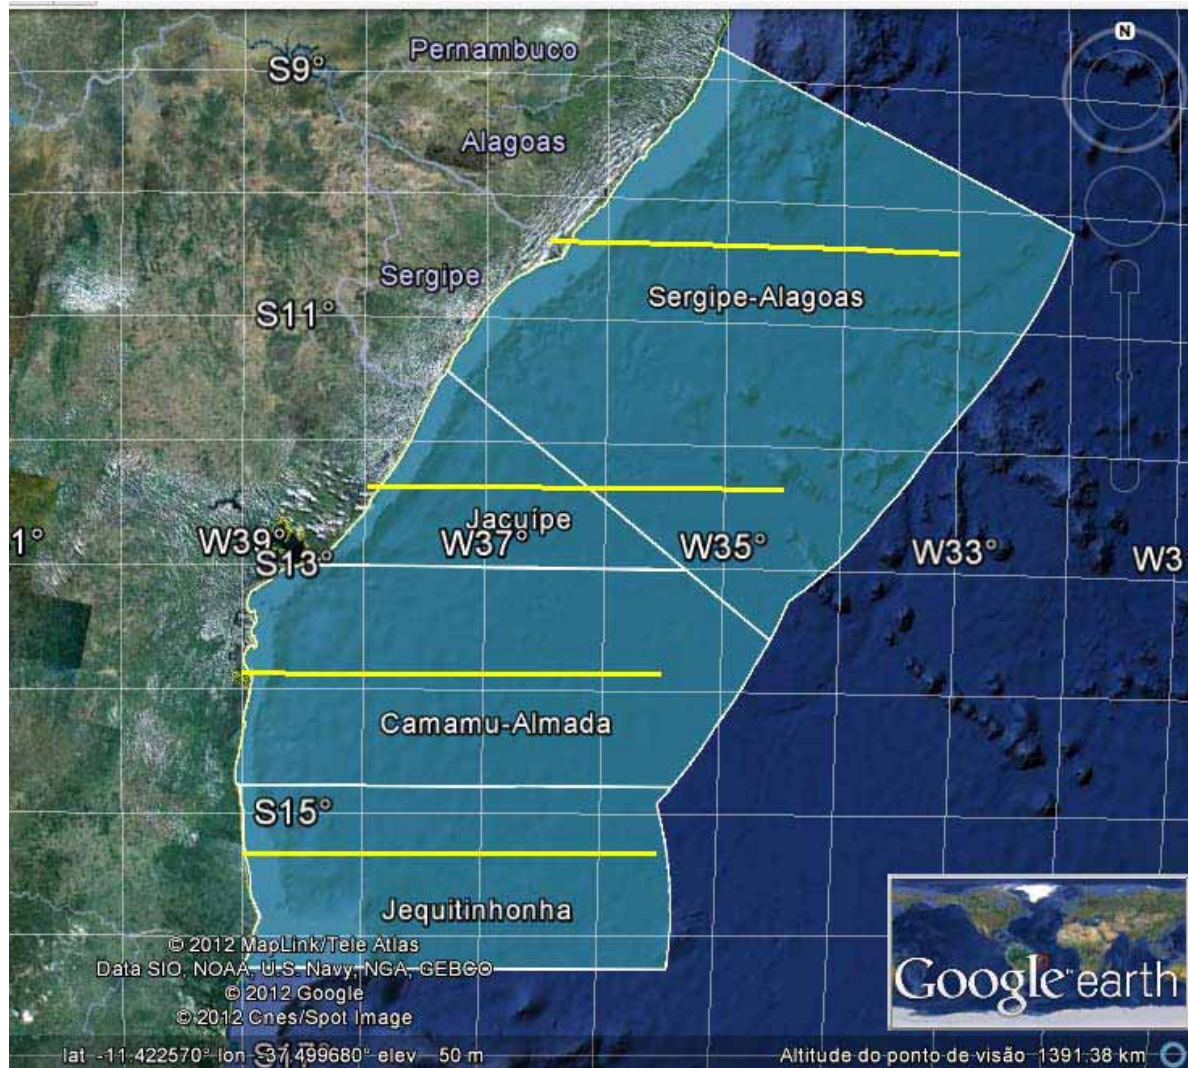 N
Pernambuco
S9°
Alagoas
Sergipe
Sergipe-Alagoas
S11°
Jacuípe
1° W39° W37° W35° W33° W3
S13°
Camamu-Almada
S15°
Jequitinhonha
© 2012 MapLink/Tele Atlas
Data SIO, NOAA, U.S. Navy, NGA, GEBCO
© 2012 Google
© 2012 Cnes/Spot Image
Google earth
S17°
lat -11.422570° lon -37.499680° elev 50 m
Altitude do ponto de visão 1391.38 km